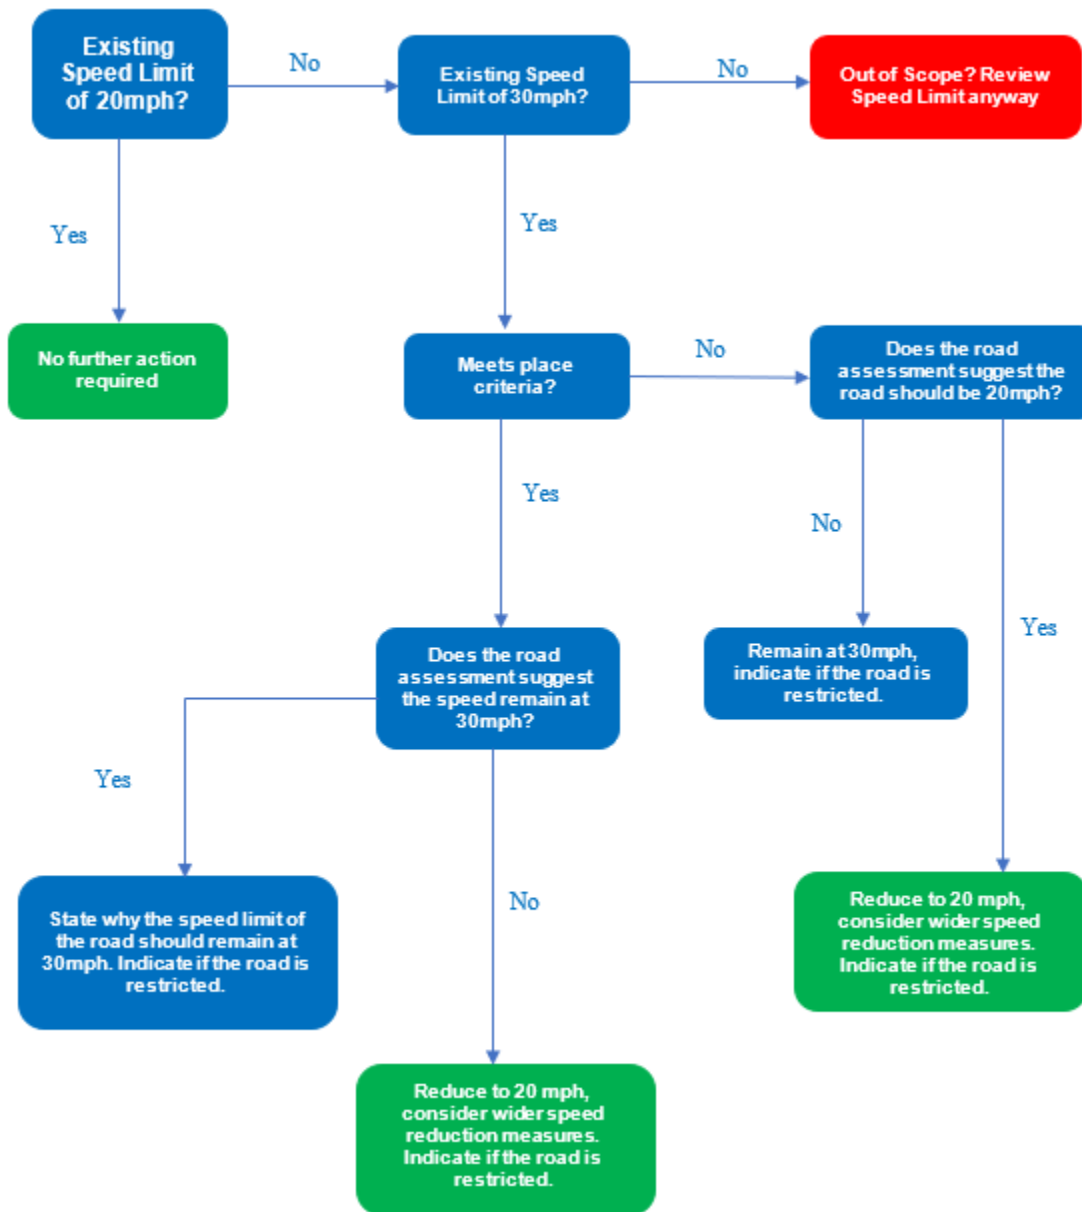 Existing
Speed Limit
of 20mph?
No
Existing Speed
Limit of 30mph?
No
Out of Scope? Review
Speed Limit anyway
Yes
Yes
No further action
required
Meets place
criteria?
No
Does the road
assessment suggest the
road should be 20mph?
Yes
No
Yes
Does the road
assessment suggest
the speed remain at
30mph?
Remain at 30mph,
indicate if the road is
restricted.
Yes
No
State why the speed limit of
the road should remain at
30mph. Indicate if the road is
restricted.
Reduce to 20 mph,
consider wider speed
reduction measures.
Indicate if the road is
restricted.
Reduce to 20 mph,
consider wider speed
reduction measures.
Indicate if the road is
restricted.